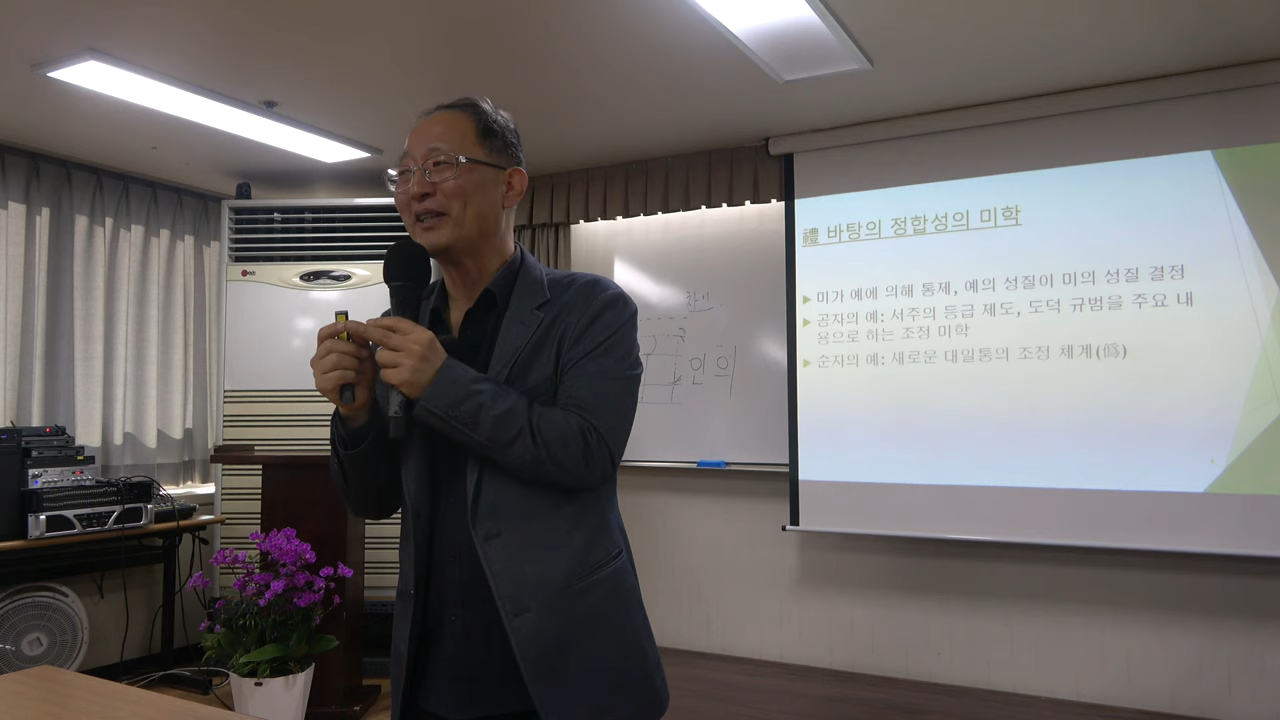 禮 바탕의 정합성의 미학
미가 예에 의해 통제, 예의 성질이 미의 성질 결정
공자의 예: 서주의 등급 제도, 도덕 규범을 주요 내
용으로 하는 조정 미학
순자의 예: 새로운 대일통의 조정 체계(僞)
인의